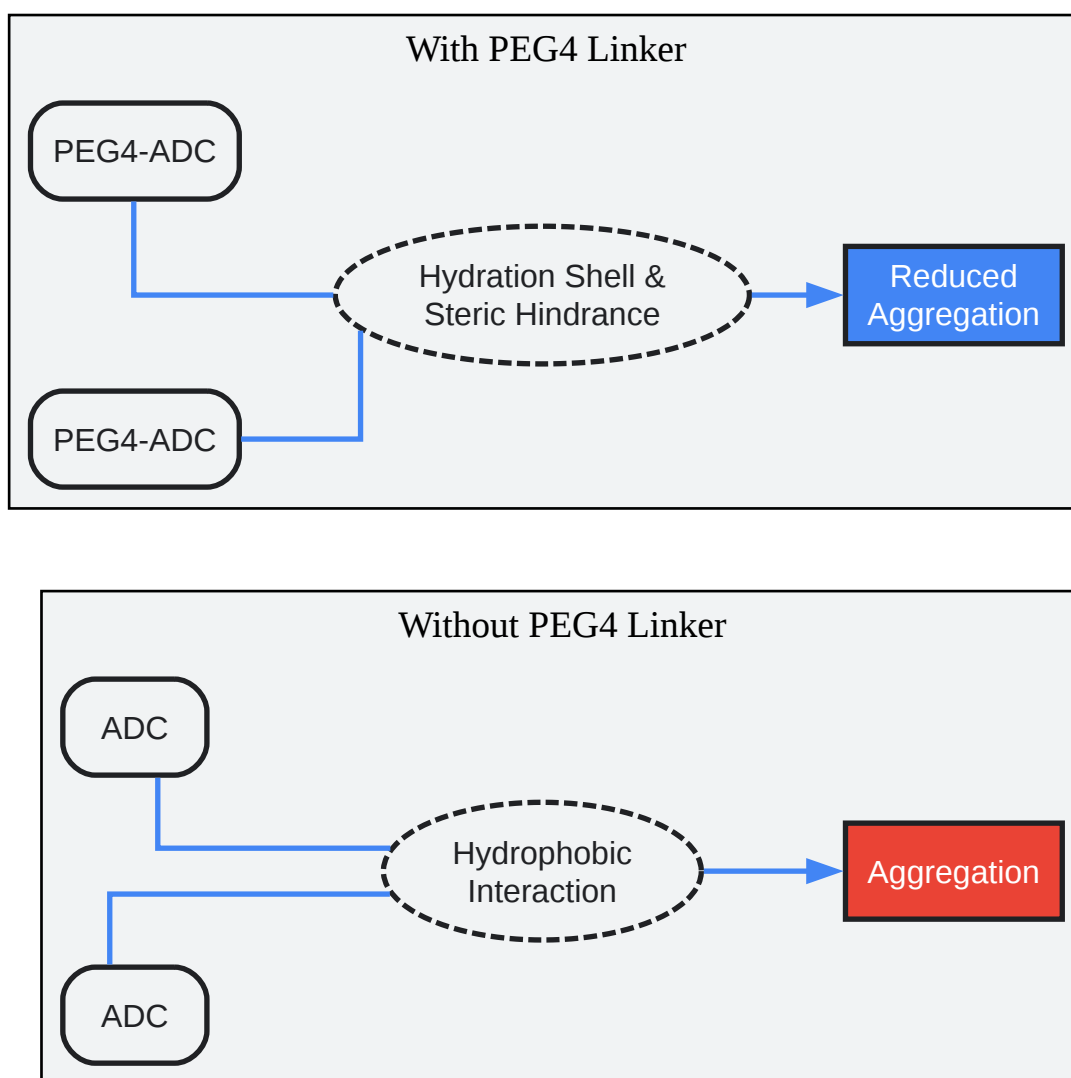 With PEG4 Linker
PEG4-ADC
Hydration Shell &
Steric Hindrance
Reduced
Aggregation
PEG4-ADC
Without PEG4 Linker
ADC
Hydrophobic
Interaction
Aggregation
ADC